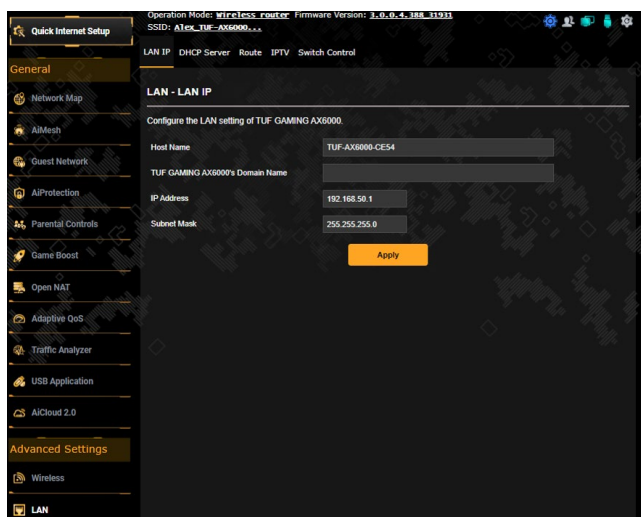 Quick Internet Setup
Operation Mode: Wireless router Firmware Version: 3.0.0.4.388_31931
SSID: Alex_TUF-AX6000...
LAN IP DHCP Server Route IPTV Switch Control
General
Network Map
AiMesh
Guest Network
AiProtection
Parental Controls
Game Boost
Open NAT
Adaptive QoS
Traffic Analyzer
USB Application
AiCloud 2.0
Advanced Settings
Wireless
LAN
LAN - LAN IP
Configure the LAN setting of TUF GAMING AX6000.
Host Name TUF-AX6000-CE54
TUF GAMING AX6000's Domain Name
IP Address 192.168.50.1
Subnet Mask 255.255.255.0
Apply